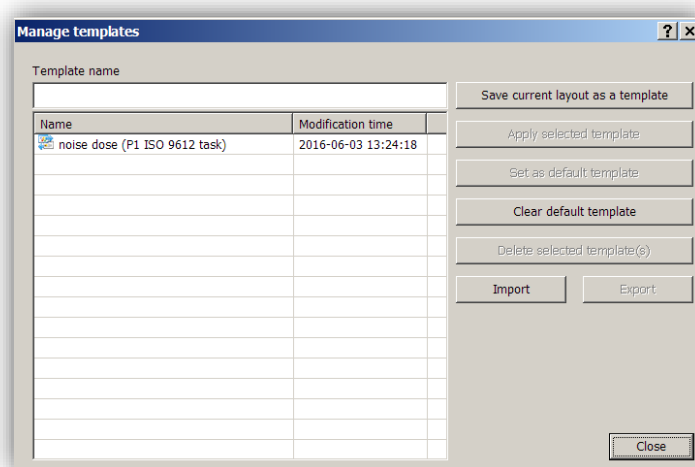 Manage templates
Template name
Save current layout as a template
Name Modification time
Apply selected template
noise dose (P1 ISO 9612 task) 2016-06-03 13:24:18
Set as default template
Clear default template
Delete selected template(s)
Import Export
Close